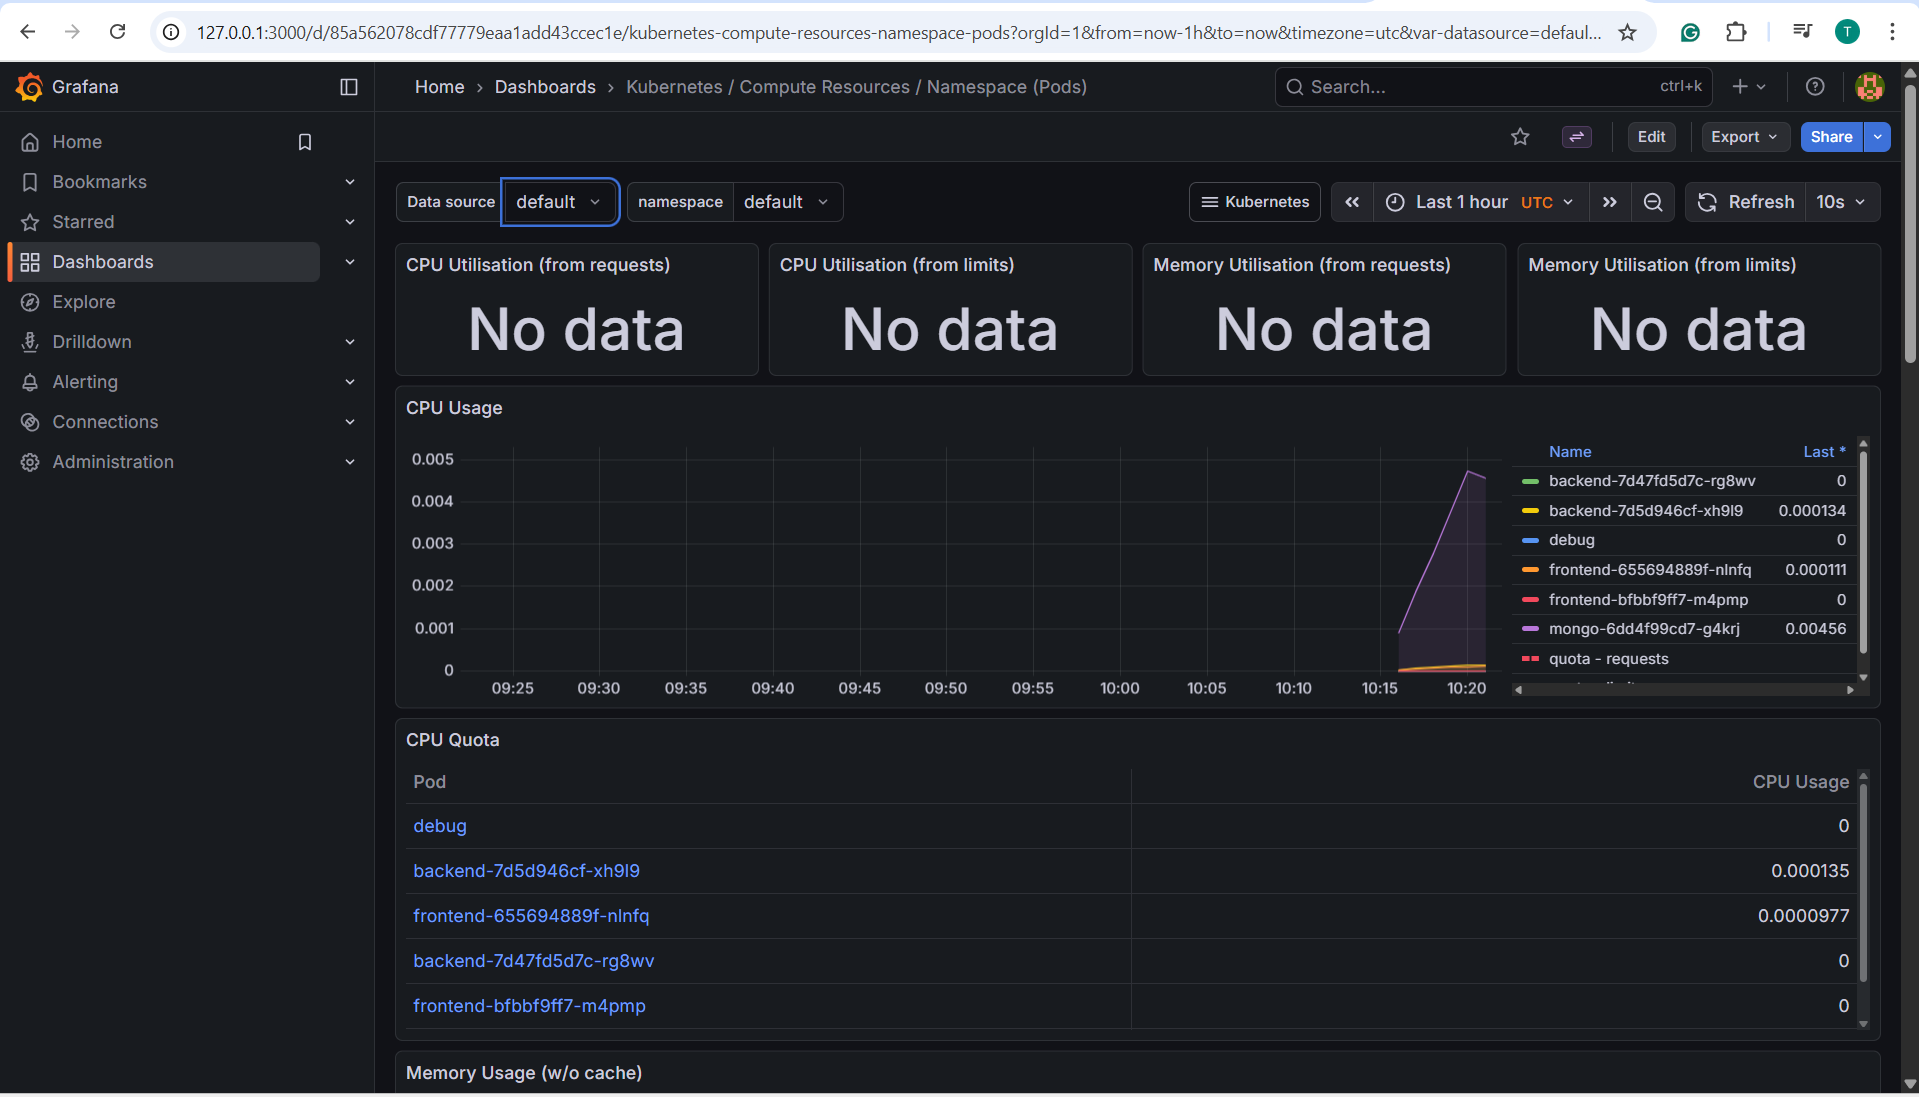 127.0.0.1:3000/d/85a562078cdf77779eaa1add43ccec1e/kubernetes-compute-resources-namespace-pods?orgId=1&from=now-1h&to=now&timezone=utc&var-datasource=defaul...
T
Grafana
Home › Dashboards › Kubernetes / Compute Resources / Namespace (Pods)
Search... ctrl+k
Home
Bookmarks
Starred
Dashboards
Explore
Drilldown
Alerting
Connections
Administration
Edit Export Share
Data source default namespace default Kubernetes Last 1 hour UTC Refresh 10s
CPU Utilisation (from requests)
No data
CPU Utilisation (from limits)
No data
Memory Utilisation (from requests)
No data
Memory Utilisation (from limits)
No data
CPU Usage
0.005
0.004
0.003
0.002
0.001
0
09:25 09:30 09:35 09:40 09:45 09:50 09:55 10:00 10:05 10:10 10:15 10:20
Name Last *
backend-7d47fd5d7c-rg8wv 0
backend-7d5d946cf-xh9l9 0.000134
debug 0
frontend-655694889f-nlnfq 0.000111
frontend-bfbbf9ff7-m4pmp 0
mongo-6dd4f99cd7-g4krj 0.00456
quota - requests
CPU Quota
Pod CPU Usage
debug 0
backend-7d5d946cf-xh9l9 0.000135
frontend-655694889f-nlnfq 0.0000977
backend-7d47fd5d7c-rg8wv 0
frontend-bfbbf9ff7-m4pmp 0
Memory Usage (w/o cache)